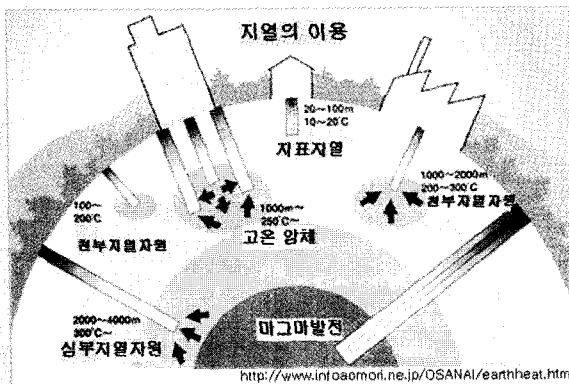 지열의 이용
20~100m
10~20℃
지표지열
1000~2000m
200~300℃
천부지열자원
100~
200℃
천부지열자원
1000m~
250℃~
고온 암체
2000~4000m
300℃~
심부지열자원
마그마발전
http://www.infoaomori.ne.jp/OSANAI/earthheat.htm